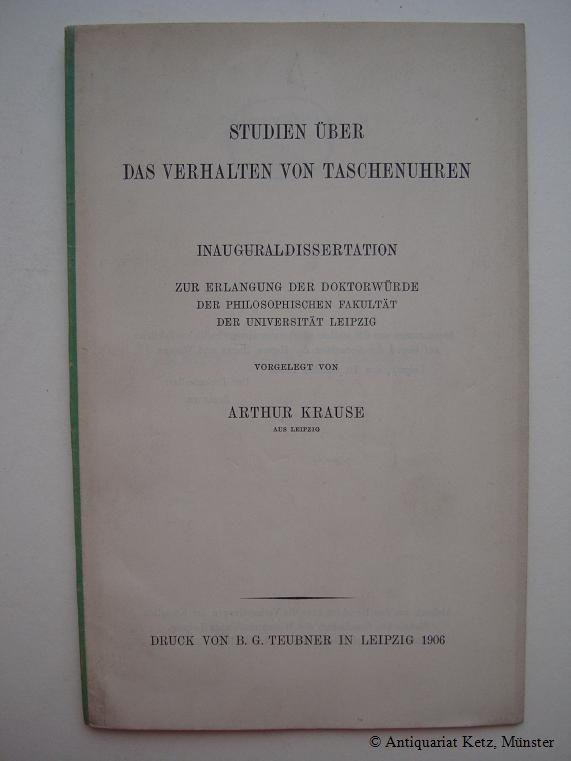 STUDIEN ÜBER
DAS VERHALTEN VON TASCHENUHREN
INAUGURALDISSERTATION
ZUR ERLANGUNG DER DOKTORWÜRDE
DER PHILOSOPHISCHEN FAKULTÄT
DER UNIVERSITÄT LEIPZIG
VORGELEGT VON
ARTHUR KRAUSE
AUS LEIPZIG
DRUCK VON B. G. TEUBNER IN LEIPZIG 1906
© Antiquariat Ketz, Münster